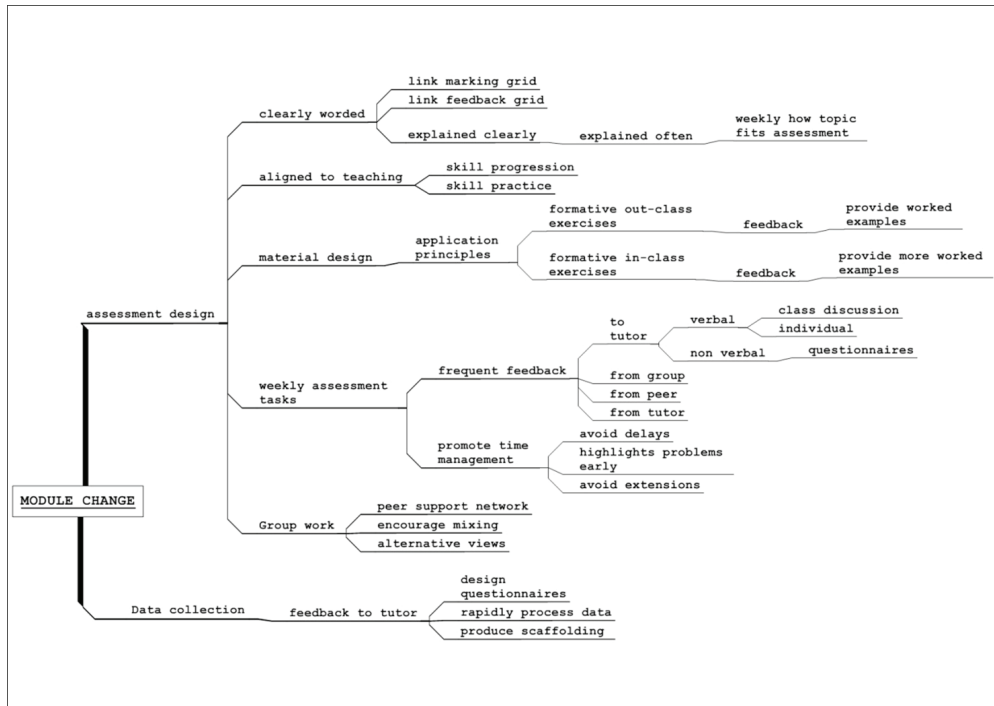 link marking grid
link feedback grid
clearly worded
explained clearly
explained often
weekly how topic
fits assessment
aligned to teaching
skill progression
skill practice
material design
application
principles
formative out-class
exercises
feedback
provide worked
examples
formative in-class
exercises
feedback
provide more worked
examples
assessment design
weekly assessment
tasks
frequent feedback
to
tutor
verbal
class discussion
individual
non verbal
questionnaires
from group
from peer
from tutor
promote time
management
avoid delays
highlights problems
early
avoid extensions
MODULE CHANGE
Group work
peer support network
encourage mixing
alternative views
Data collection
feedback to tutor
design
questionnaires
rapidly process data
produce scaffolding